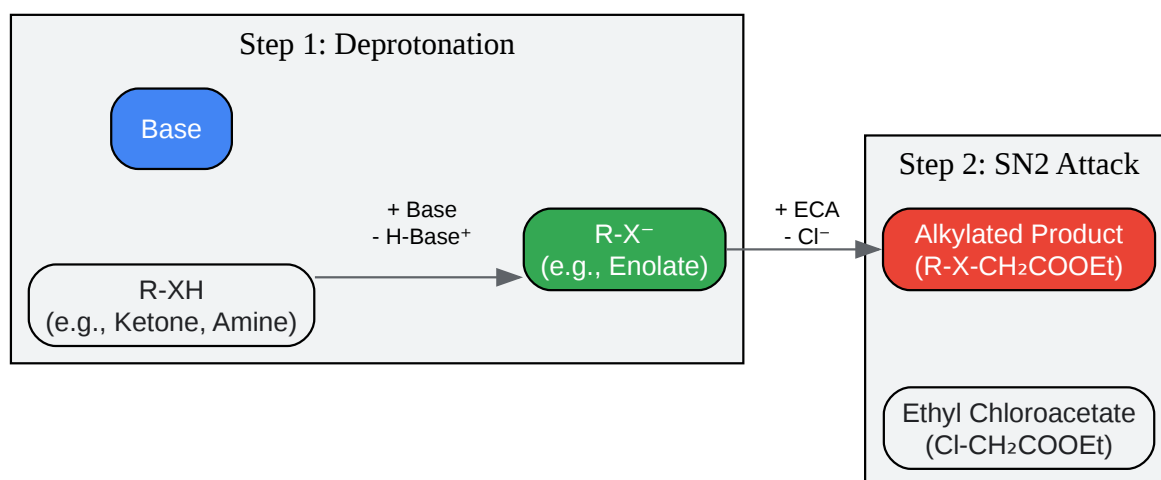 Step 1: Deprotonation
Base
R-XH
(e.g., Ketone, Amine)
+ Base
- H-Base⁺
R-X⁻
(e.g., Enolate)
+ ECA
- Cl⁻
Step 2: SN2 Attack
Alkylated Product
(R-X-CH₂COOEt)
Ethyl Chloroacetate
(Cl-CH₂COOEt)